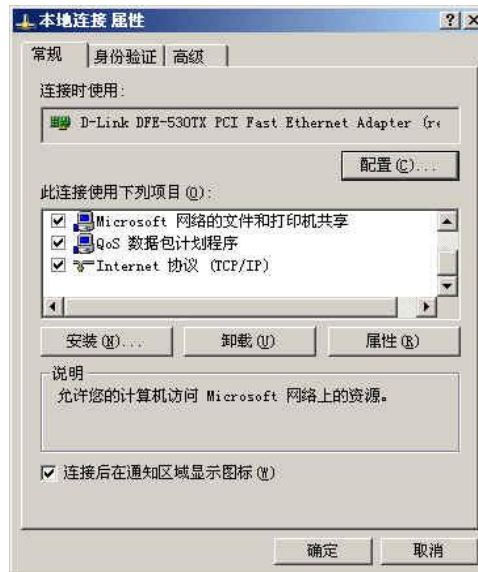 本地连接 属性
常规 身份验证 高级
连接时使用:
D-Link DFE-530TX PCI Fast Ethernet Adapter (re
配置(C)...
此连接使用下列项目(O):
Microsoft 网络的文件和打印机共享
QoS 数据包计划程序
Internet 协议 (TCP/IP)
安装(N)... 卸载(U) 属性(R)
说明
允许您的计算机访问 Microsoft 网络上的资源。
连接后在通知区域显示图标(W)
确定 取消